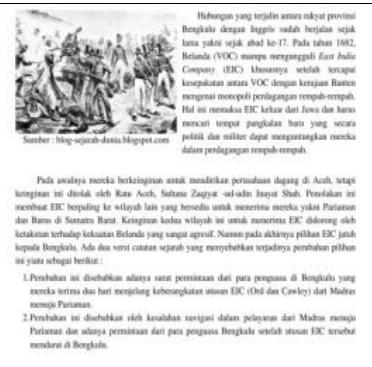 Hubungan yang terjalin antara rakyat provinsi
Bengkulu dengan Inggris sudah berjalan sejak
lama yakni sejak abad ke-17. Pada tahun 1682,
Belanda (VOC) mampu mengungguli East India
Company (EIC) khususnya setelah tercapai
kesepakatan antara VOC dengan kerajaan Banten
mengenai monopoli perdagangan rempah-rempah.
Hal ini memaksa EIC keluar dari Jawa dan harus
mencari tempat pangkalan baru yang secara
politik dan militer dapat menguntungkan mereka
dalam perdagangan rempah-rempah.
Sumber : blog-sejarah-dunia.blogspot.com
Pada awalnya mereka berkeinginan untuk mendirikan perusahaan dagang di Aceh, tetapi
keinginan ini ditolak oleh Ratu Aceh, Sultana Zaqiyat -ud-udin Inayat Shah. Penolakan ini
membuat EIC berpaling ke wilayah lain yang bersedia untuk menerima mereka yakni Pariaman
dan Barus di Sumatra Barat. Keinginan kedua wilayah ini untuk menerima EIC didorong oleh
ketakutan terhadap kekuatan Belanda yang sangat agresif. Namun pada akhirnya pilihan EIC jatuh
kepada Bengkulu. Ada dua versi catatan sejarah yang menyebabkan terjadinya perubahan pilihan
ini yiatu sebagai berikut :
1.Perubahan ini disebabkan adanya surat permintaan dari para penguasa di Bengkulu yang
mereka terima dua hari menjelang keberangkatan utusan EIC (Ord dan Cawley) dari Madras
menuju Pariaman.
2.Perubahan ini disebabkan oleh kesalahan navigasi dalam pelayaran dari Madras menuju
Pariaman dan adanya permintaan dari para penguasa Bengkulu setelah utusan EIC tersebut
mendarat di Bengkulu.